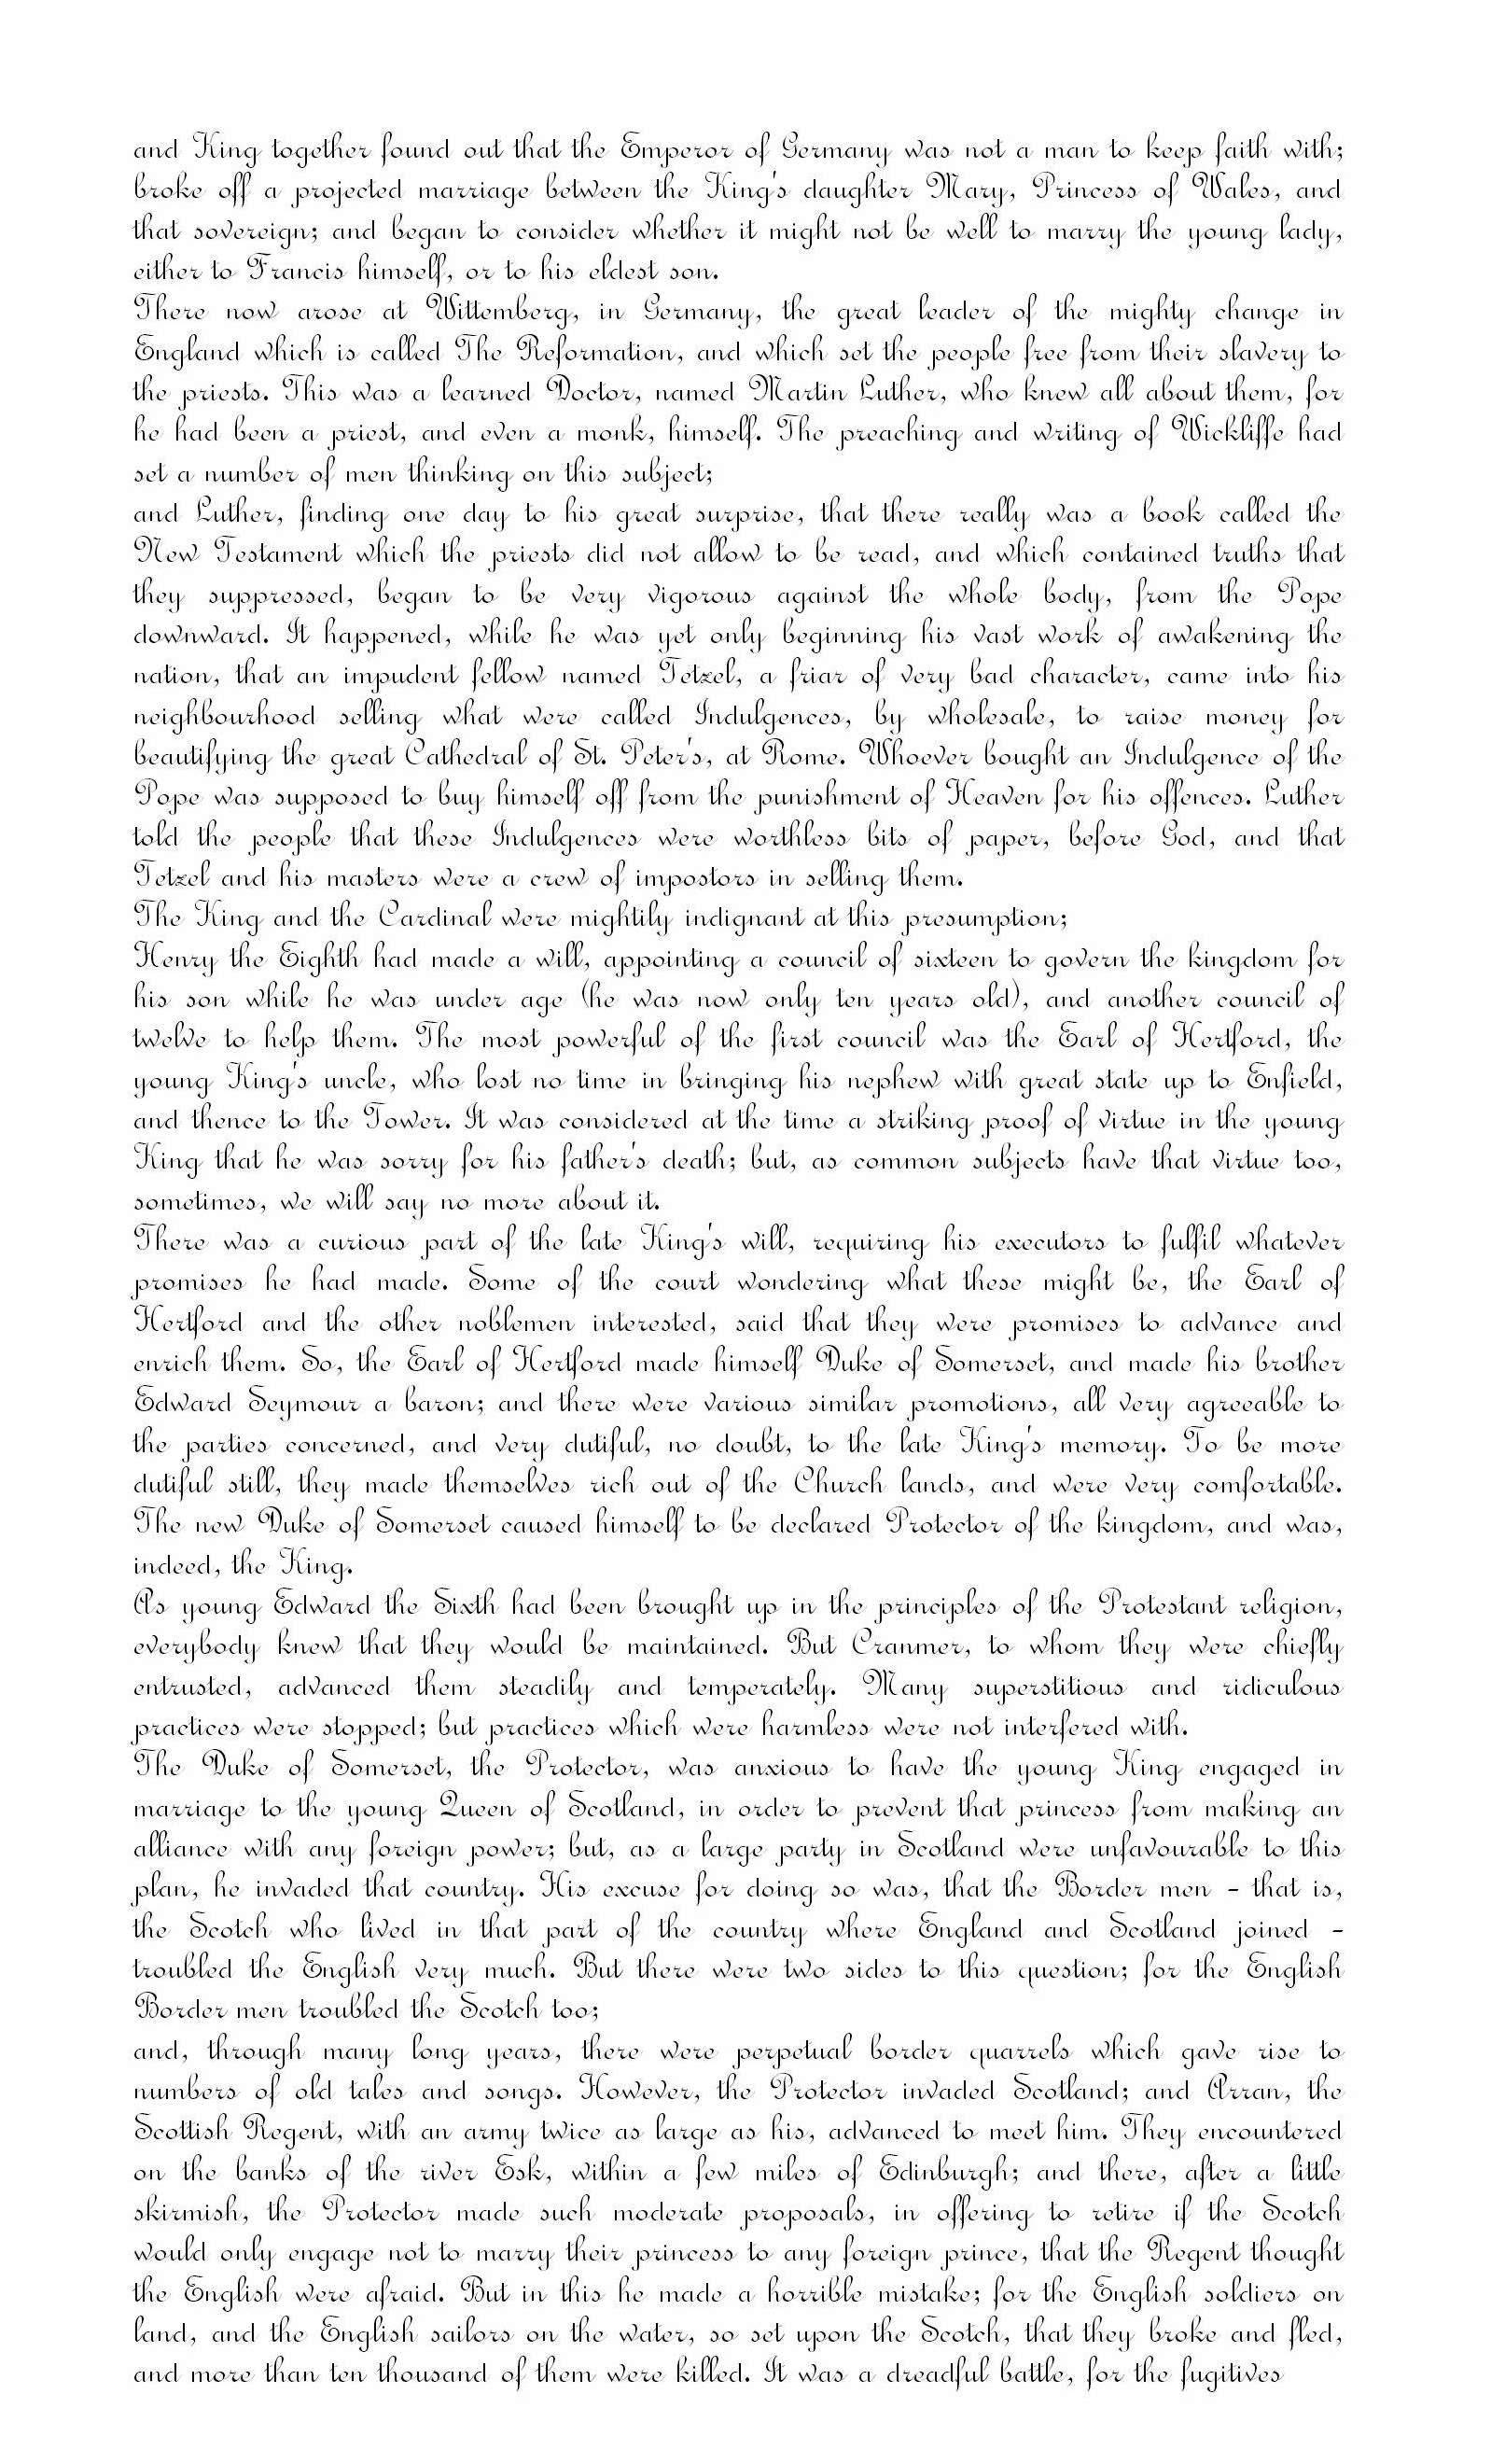 and King together found out that the Emperor of Germany was not a man to keep faith with;
broke off a projected marriage between the King's daughter Mary, Princess of Wales, and
that sovereign; and began to consider whether it might not be well to marry the young lady,
either to Francis himself, or to his eldest son.
There now arose at Wittemberg, in Germany, the great leader of the mighty change in
England which is called The Reformation, and which set the people free from their slavery to
the priests. This was a learned Doctor, named Martin Luther, who knew all about them, for
he had been a priest, and even a monk, himself. The preaching and writing of Wickliffe had
set a number of men thinking on this subject;
and Luther, finding one day to his great surprise, that there really was a book called the
New Testament which the priests did not allow to be read, and which contained truths that
they suppressed, began to be very vigorous against the whole body, from the Pope
downward. It happened, while he was yet only beginning his vast work of awakening the
nation, that an impudent fellow named Tetzel, a friar of very bad character, came into his
neighbourhood selling what were called Indulgences, by wholesale, to raise money for
beautifying the great Cathedral of St. Peter's, at Rome. Whoever bought an Indulgence of the
Pope was supposed to buy himself off from the punishment of Heaven for his offences. Luther
told the people that these Indulgences were worthless bits of paper, before God, and that
Tetzel and his masters were a crew of impostors in selling them.
The King and the Cardinal were mightily indignant at this presumption;
Henry the Eighth had made a will, appointing a council of sixteen to govern the kingdom for
his son while he was under age (he was now only ten years old), and another council of
twelve to help them. The most powerful of the first council was the Earl of Hertford, the
young King's uncle, who lost no time in bringing his nephew with great state up to Enfield,
and thence to the Tower. It was considered at the time a striking proof of virtue in the young
King that he was sorry for his father's death; but, as common subjects have that virtue too,
sometimes, we will say no more about it.
There was a curious part of the late King's will, requiring his executors to fulfil whatever
promises he had made. Some of the court wondering what these might be, the Earl of
Hertford and the other noblemen interested, said that they were promises to advance and
enrich them. So, the Earl of Hertford made himself Duke of Somerset, and made his brother
Edward Seymour a baron; and there were various similar promotions, all very agreeable to
the parties concerned, and very dutiful, no doubt, to the late King's memory. To be more
dutiful still, they made themselves rich out of the Church lands, and were very comfortable.
The new Duke of Somerset caused himself to be declared Protector of the kingdom, and was,
indeed, the King.
As young Edward the Sixth had been brought up in the principles of the Protestant religion,
everybody knew that they would be maintained. But Cranmer, to whom they were chiefly
entrusted, advanced them steadily and temperately. Many superstitious and ridiculous
practices were stopped; but practices which were harmless were not interfered with.
The Duke of Somerset, the Protector, was anxious to have the young King engaged in
marriage to the young Queen of Scotland, in order to prevent that princess from making an
alliance with any foreign power; but, as a large party in Scotland were unfavourable to this
plan, he invaded that country. His excuse for doing so was, that the Border men - that is,
the Scotch who lived in that part of the country where England and Scotland joined -
troubled the English very much. But there were two sides to this question; for the English
Border men troubled the Scotch too;
and, through many long years, there were perpetual border quarrels which gave rise to
numbers of old tales and songs. However, the Protector invaded Scotland; and Arran, the
Scottish Regent, with an army twice as large as his, advanced to meet him. They encountered
on the banks of the river Esk, within a few miles of Edinburgh; and there, after a little
skirmish, the Protector made such moderate proposals, in offering to retire if the Scotch
would only engage not to marry their princess to any foreign prince, that the Regent thought
the English were afraid. But in this he made a horrible mistake; for the English soldiers on
land, and the English sailors on the water, so set upon the Scotch, that they broke and fled,
and more than ten thousand of them were killed. It was a dreadful battle, for the fugitives